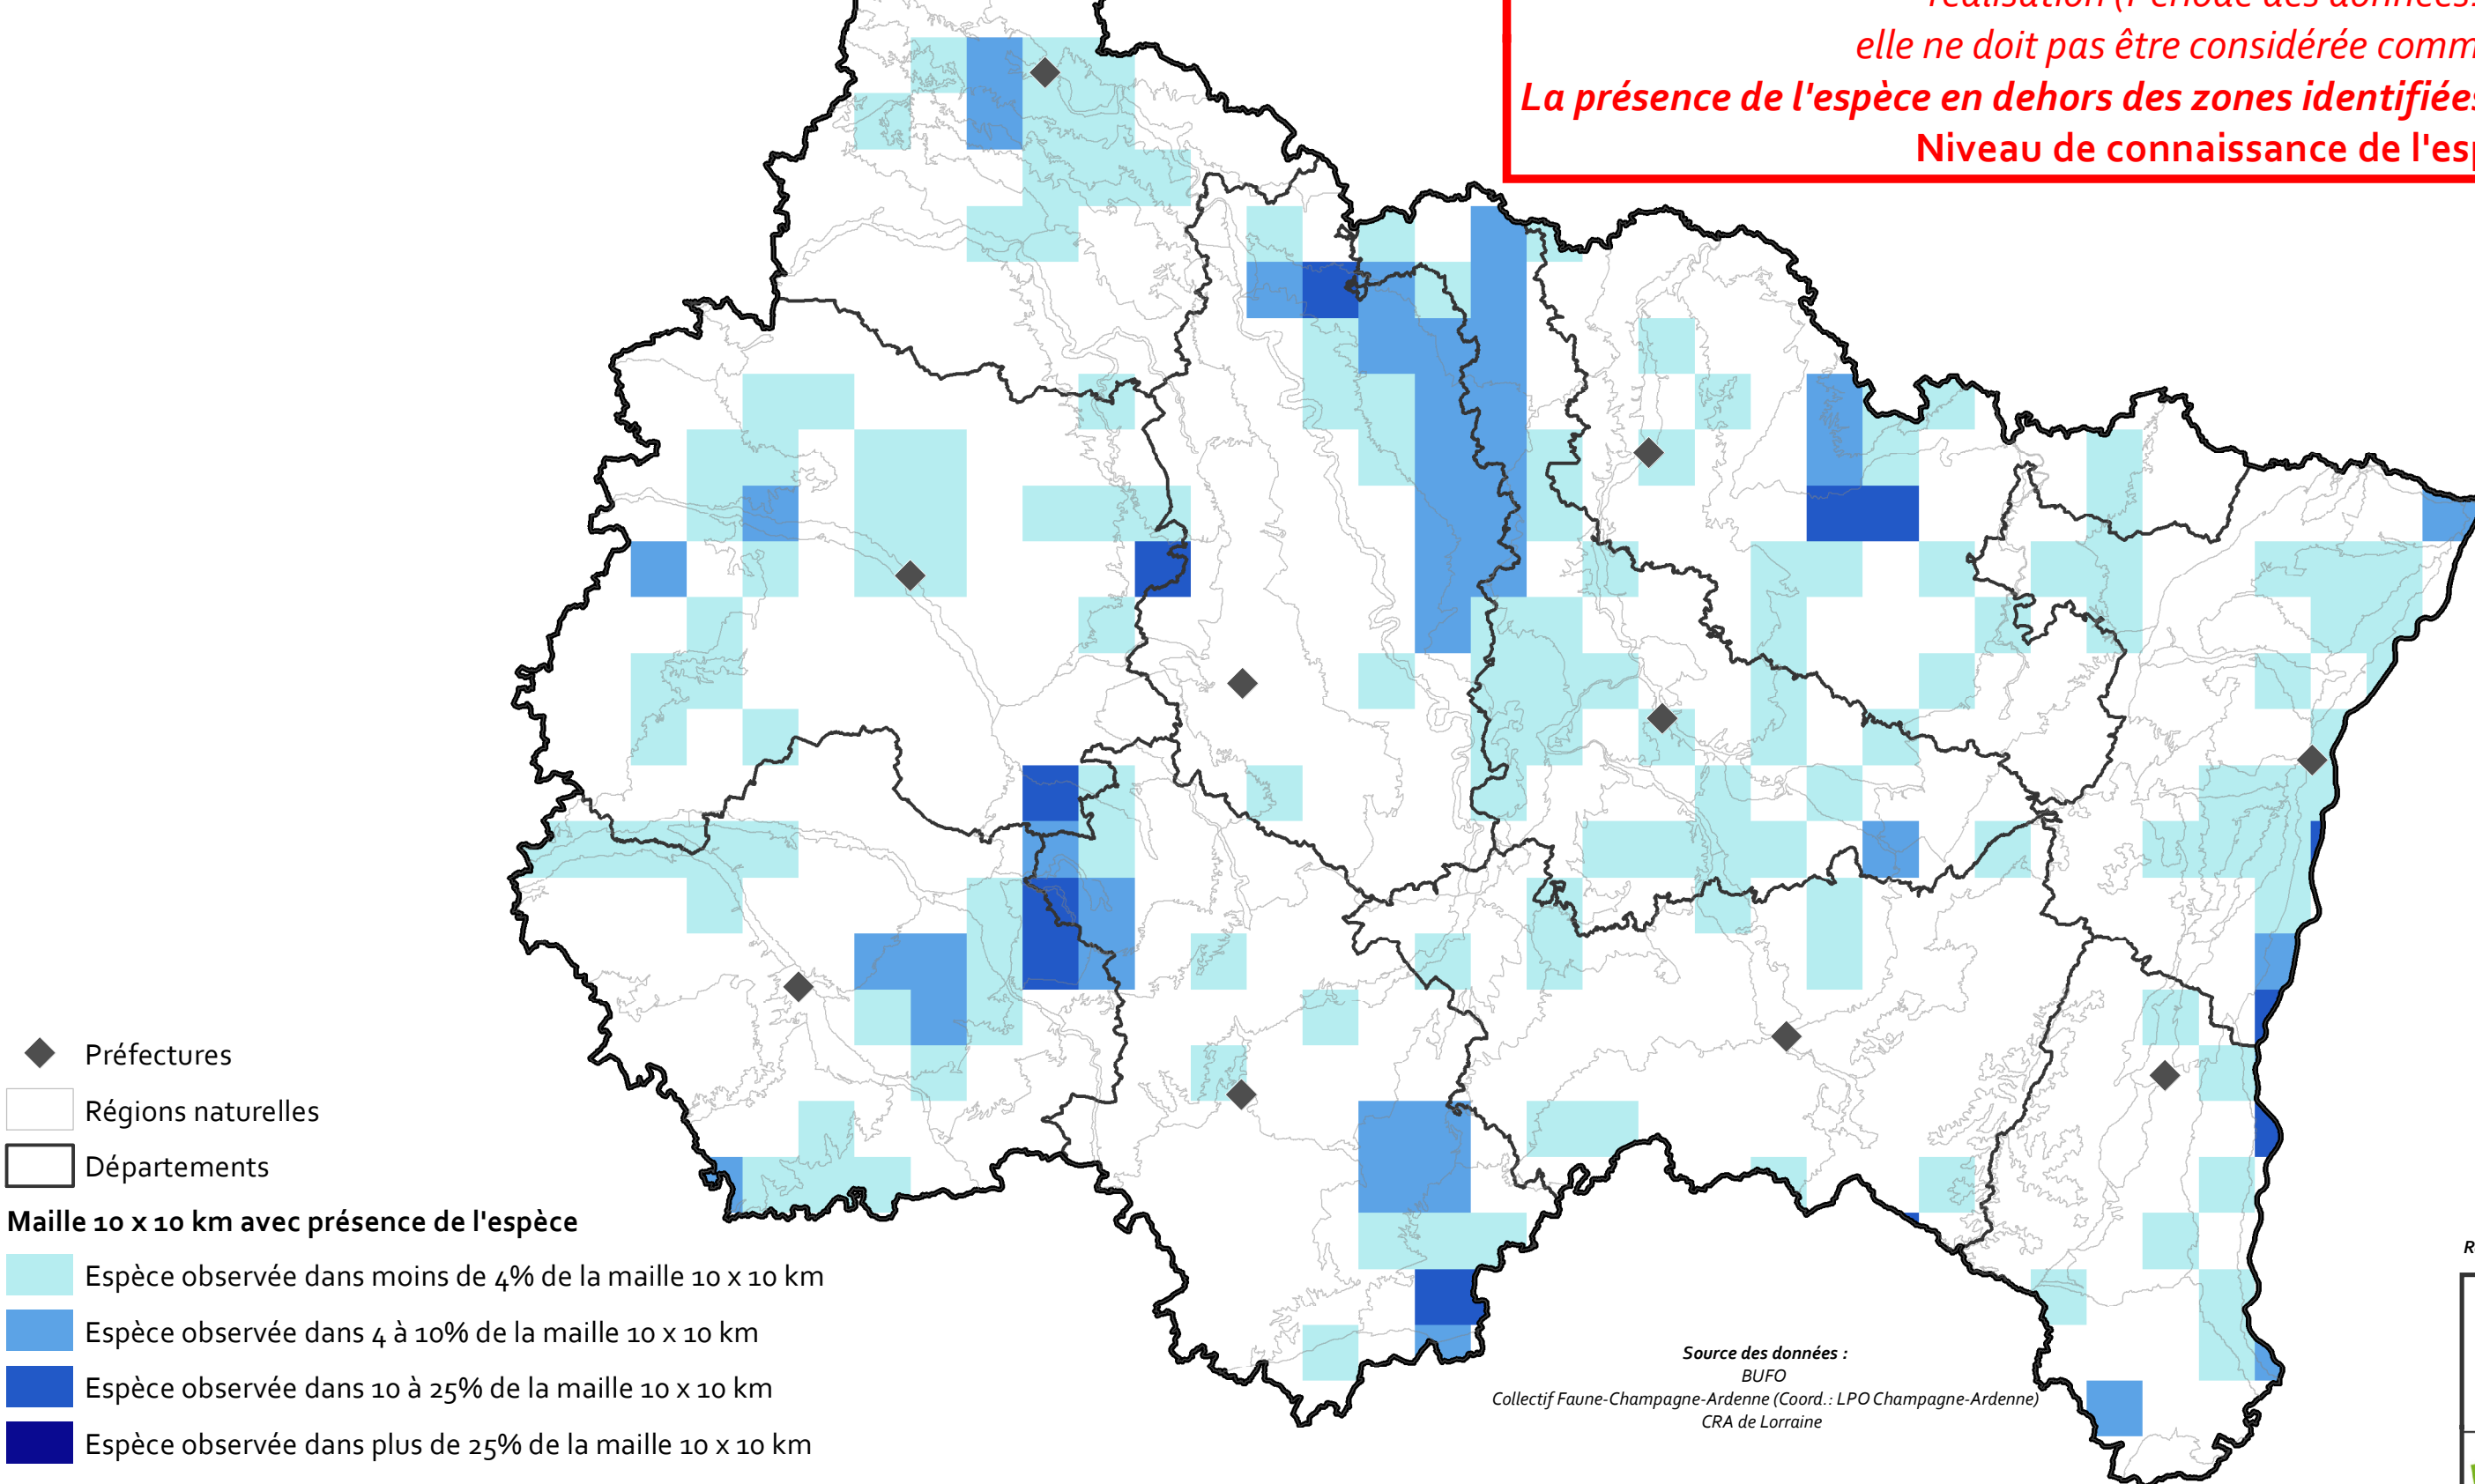 elle ne doit pas être considérée
La présence de l'espèce en dehors des zones identifiées
Niveau de connaissance de
Préfectures
Régions naturelles
Départements
Maille 10 x 10 km avec présence de l'espèce
Espèce observée dans moins de 4% de la maille 10 x 10 km
Espèce observée dans 4 à 10% de la maille 10 x 10 km
Espèce observée dans 10 à 25% de la maille 10 x 10 km
Espèce observée dans plus de 25% de la maille 10 x 10 km
Source des données :
BUFO
Collectif Faune-Champagne-Ardenne (Coord.: LPO Champagne-Ardenne)
CRA de Lorraine